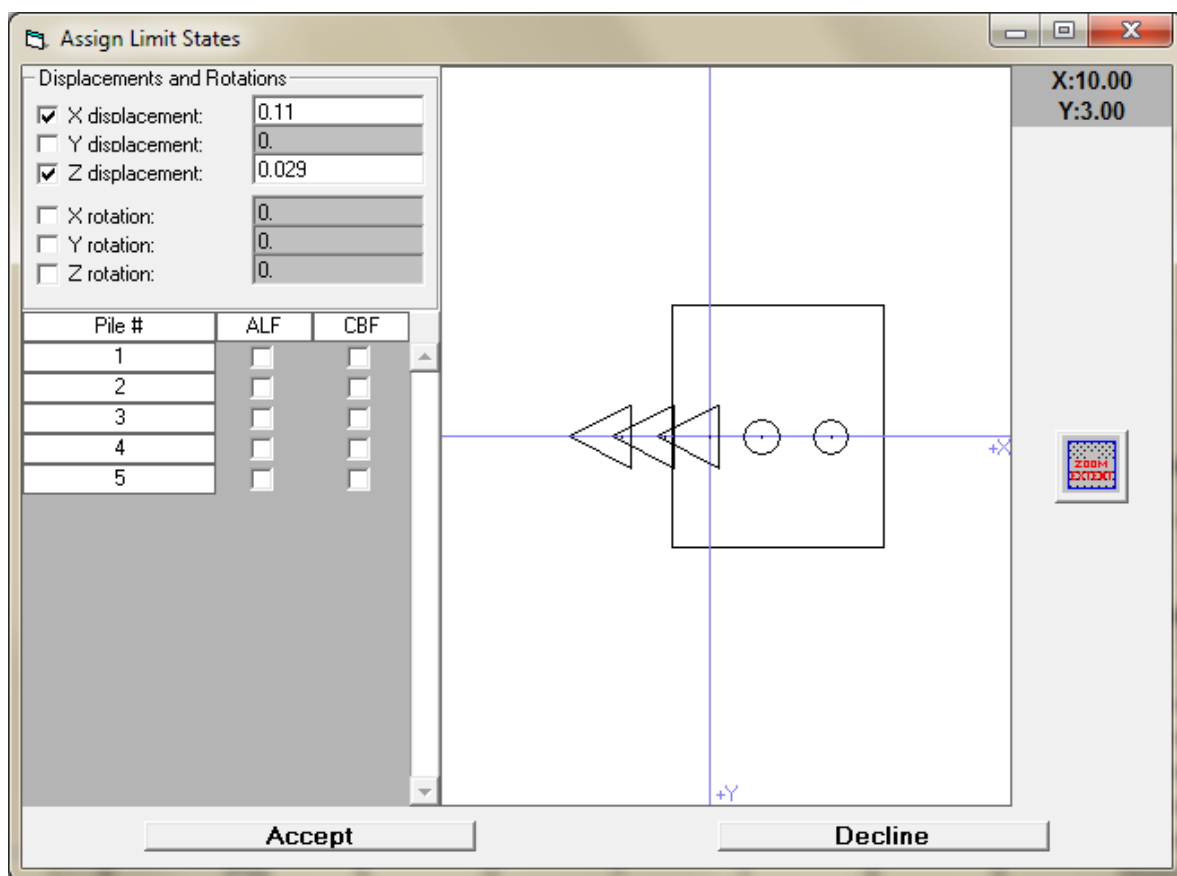 Assign Limit States
Displacements and Rotations
X displacement: 0.11
Y displacement: 0.
Z displacement: 0.029
X rotation: 0.
Y rotation: 0.
Z rotation: 0.
Pile # ALF CBF
1
2
3
4
5
+X
+Y
X:10.00
Y:3.00
ZOOM
EXTEXT
Accept Decline